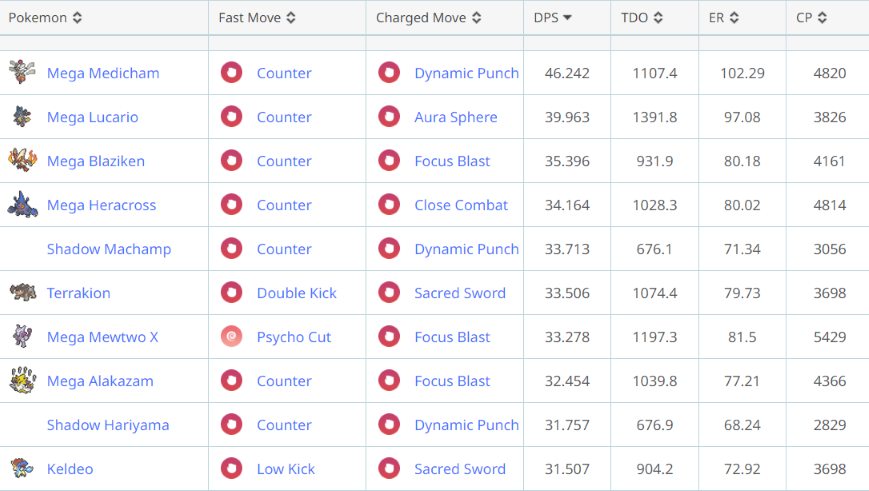 Pokemon Fast Move Charged Move DPS TDO ER CP
Mega Medicham Counter Dynamic Punch 46.242 1107.4 102.29 4820
Mega Lucario Counter Aura Sphere 39.963 1391.8 97.08 3826
Mega Blaziken Counter Focus Blast 35.396 931.9 80.18 4161
Mega Heracross Counter Close Combat 34.164 1028.3 80.02 4814
Shadow Machamp Counter Dynamic Punch 33.713 676.1 71.34 3056
Terrakion Double Kick Sacred Sword 33.506 1074.4 79.73 3698
Mega Mewtwo X Psycho Cut Focus Blast 33.278 1197.3 81.5 5429
Mega Alakazam Counter Focus Blast 32.454 1039.8 77.21 4366
Shadow Hariyama Counter Dynamic Punch 31.757 676.9 68.24 2829
Keldeo Low Kick Sacred Sword 31.507 904.2 72.92 3698